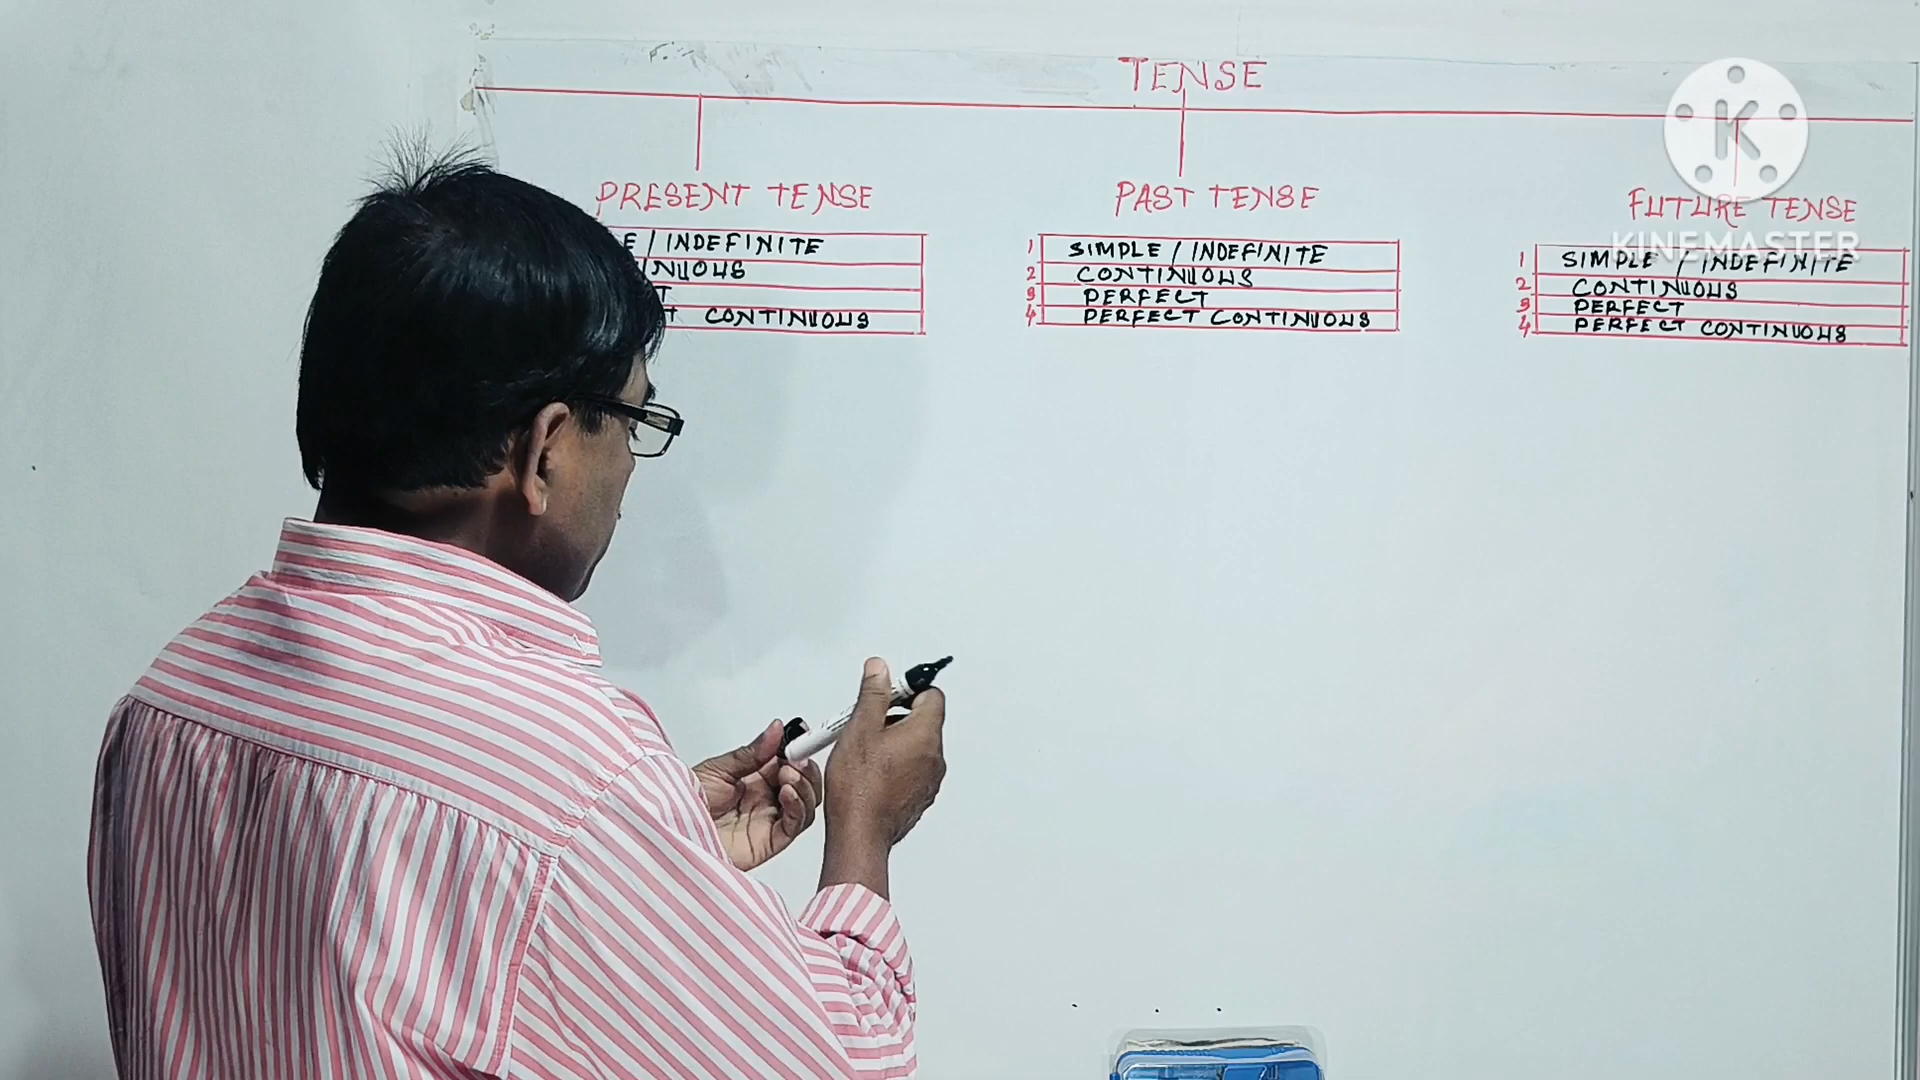 TENSE
PRESENT TENSE
E / INDEFINITE
INUOUS
T
T CONTINUOUS
PAST TENSE
1 SIMPLE / INDEFINITE
2 CONTINUOUS
3 PERFECT
4 PERFECT CONTINUOUS
FUTURE TENSE
1 SIMPLE / INDEFINITE
2 CONTINUOUS
3 PERFECT
4 PERFECT CONTINUOUS
K
KINEMASTER